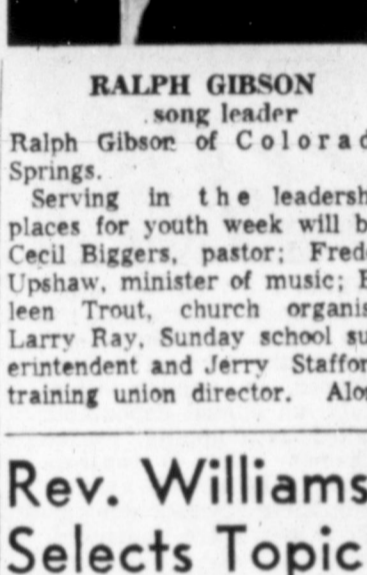 RALPH GIBSON
song leader
Ralph Gibson of Colorad
Springs.
Serving in the leadersh
places for youth week will b
Cecil Biggers, pastor; Fred
Upshaw, minister of music; E
leen Trout, church organis
Larry Ray, Sunday school su
erintendent and Jerry Staffor
training union director. Alo
Rev. Williams
Selects Topic